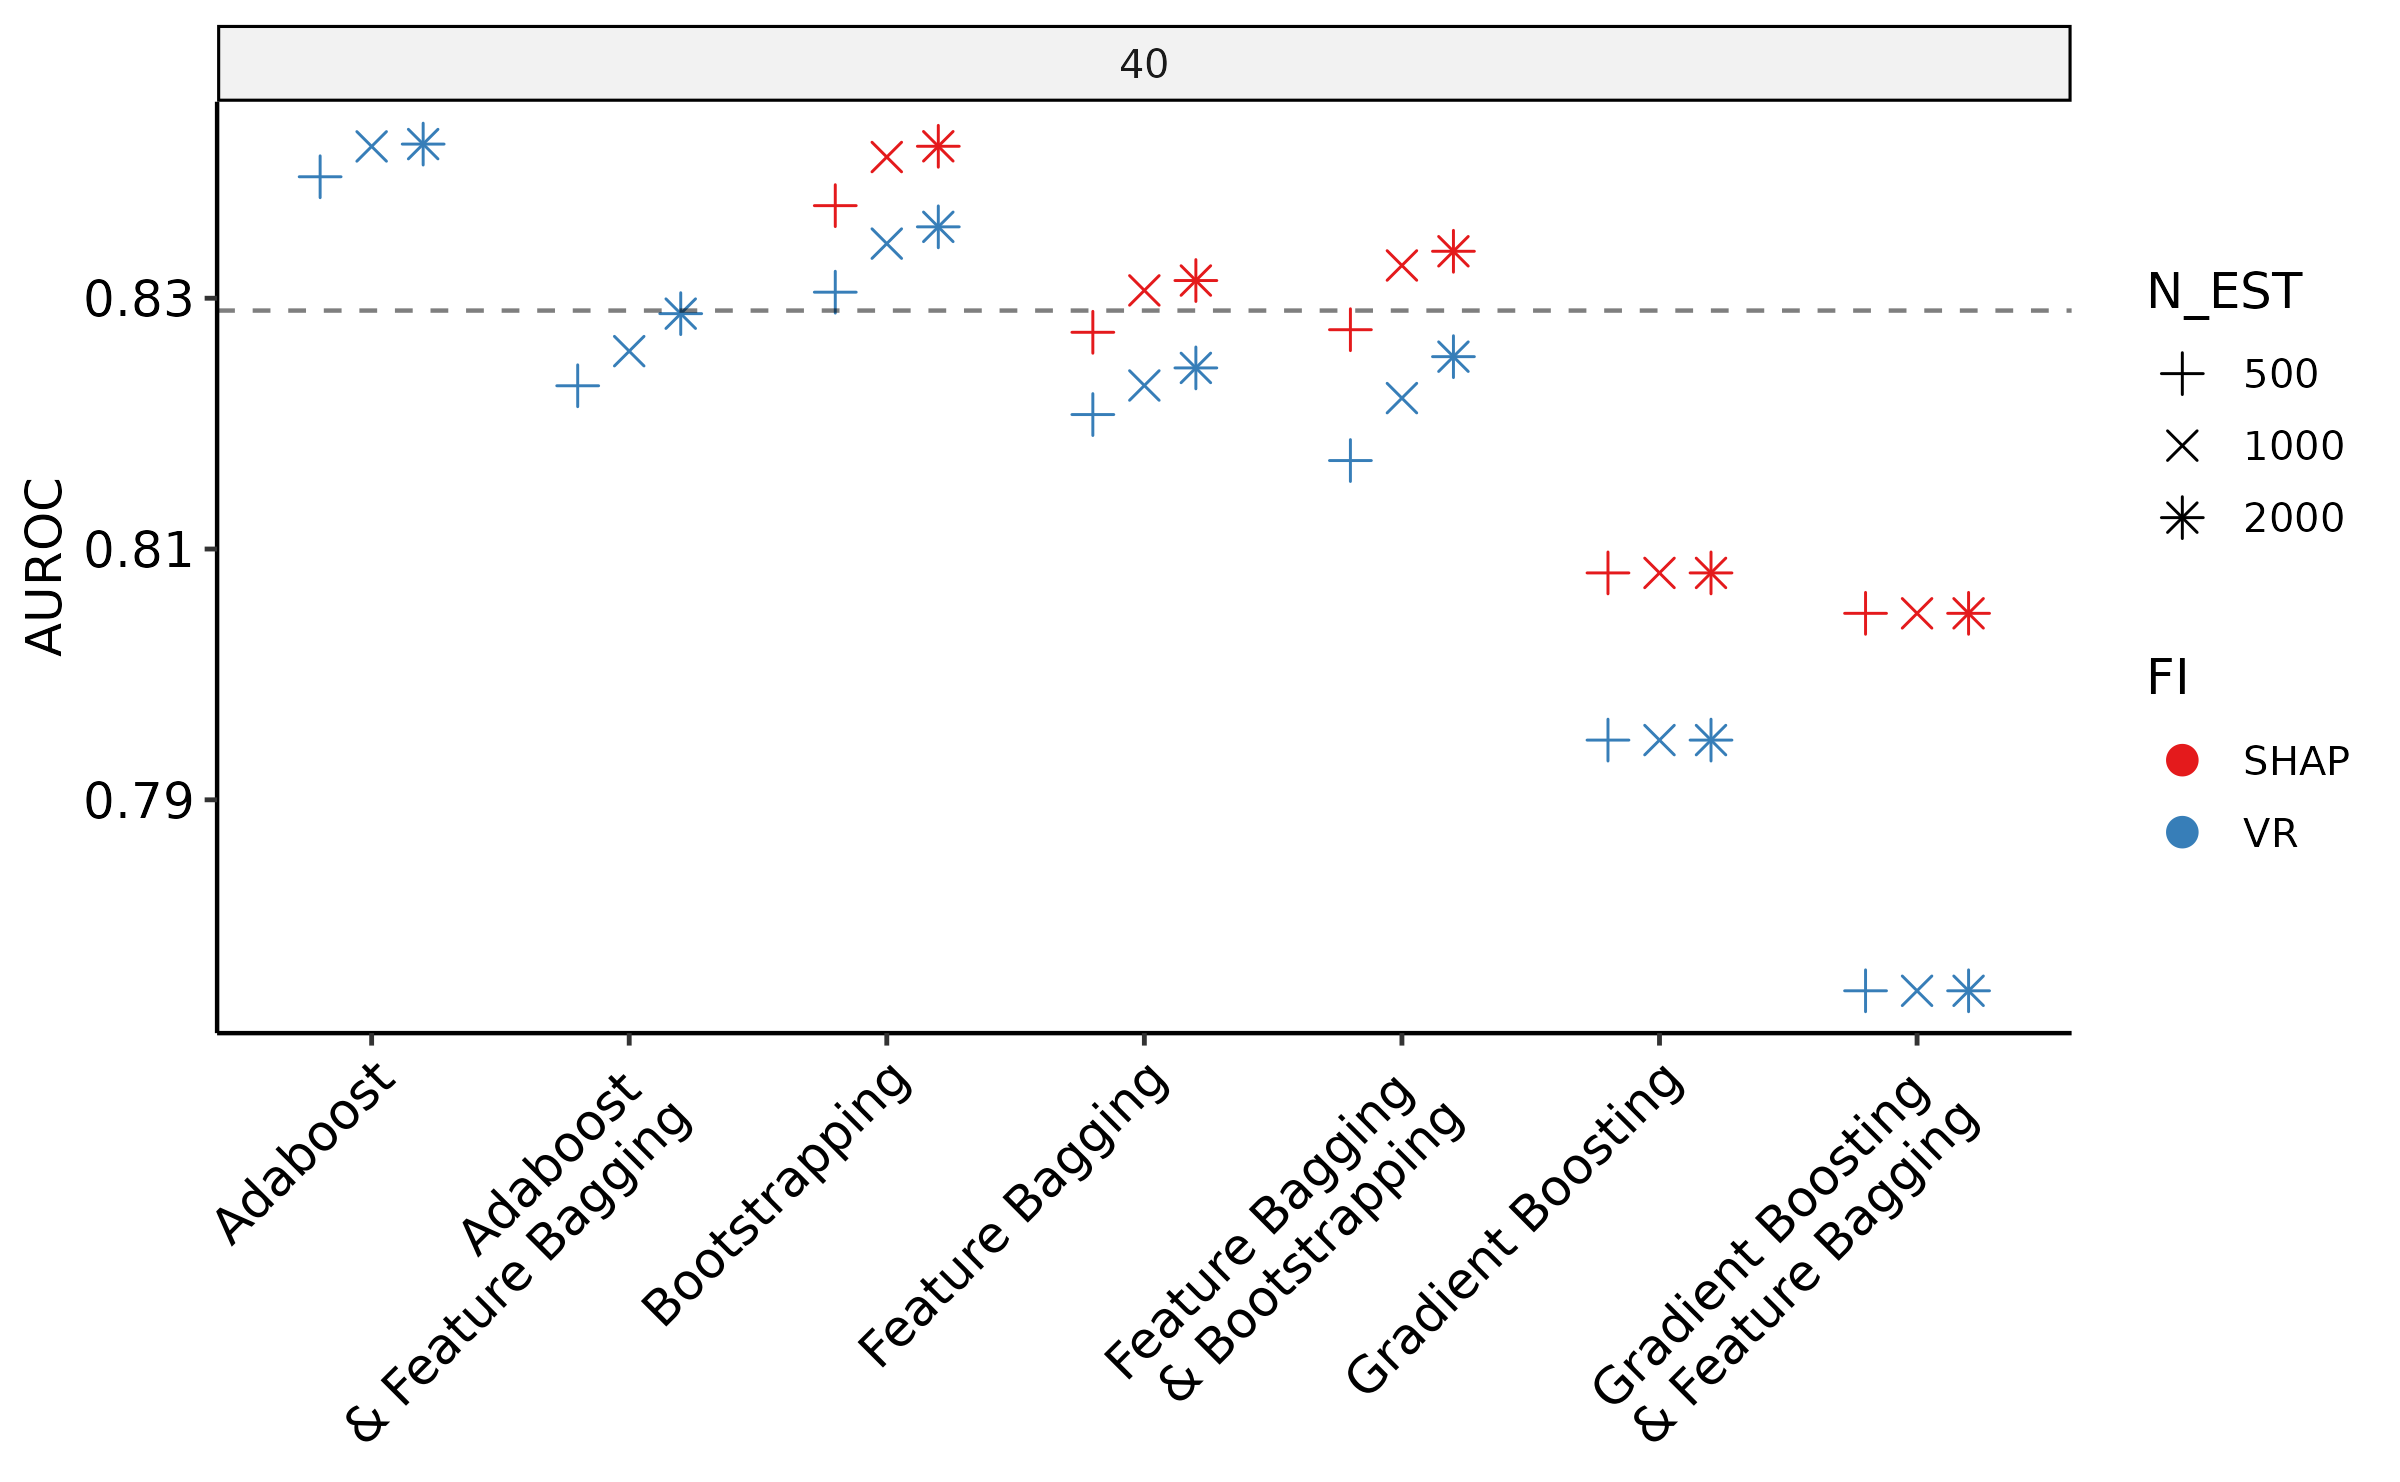 40
AUROC
0.83
0.81
0.79
Adaboost
Adaboost
& Feature Bagging
Bootstrapping
Feature Bagging
Feature Bagging
& Bootstrapping
Gradient Boosting
Gradient Boosting
& Feature Bagging
N_EST
500
1000
2000
FI
SHAP
VR